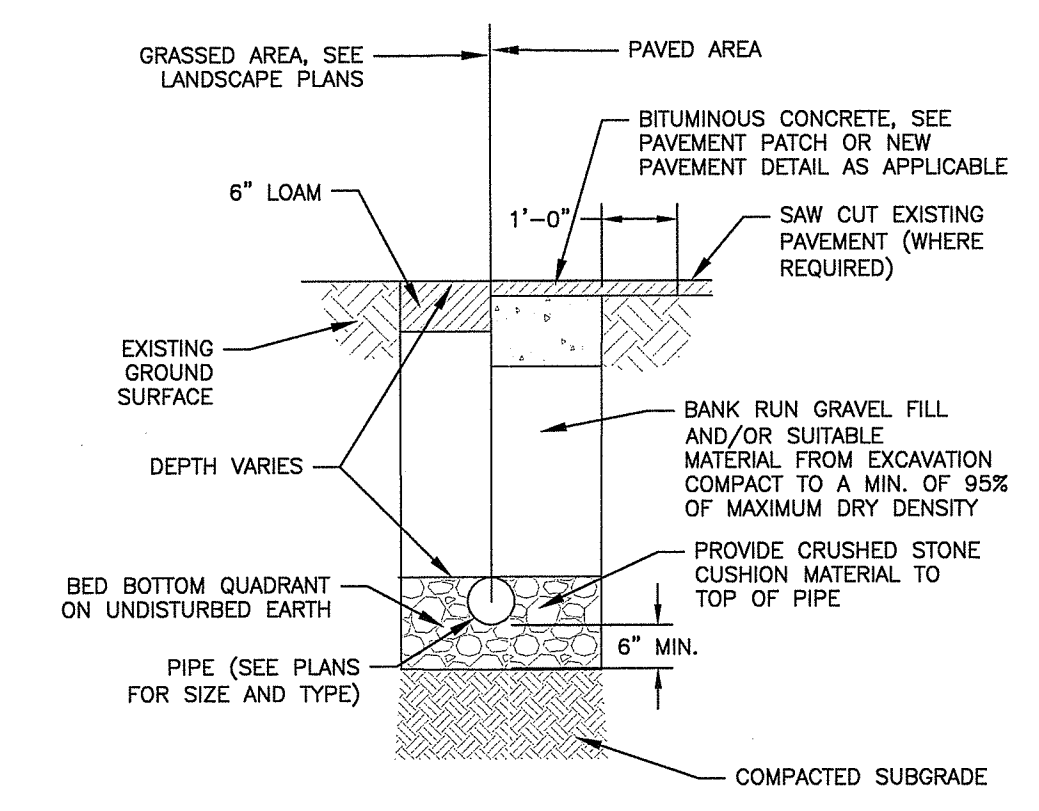 GRASSED AREA, SEE
LANDSCAPE PLANS
PAVED AREA
BITUMINOUS CONCRETE, SEE
PAVEMENT PATCH OR NEW
PAVEMENT DETAIL AS APPLICABLE
6" LOAM
1'-0"
SAW CUT EXISTING
PAVEMENT (WHERE
REQUIRED)
EXISTING
GROUND
SURFACE
BANK RUN GRAVEL FILL
AND/OR SUITABLE
MATERIAL FROM EXCAVATION
COMPACT TO A MIN. OF 95%
OF MAXIMUM DRY DENSITY
DEPTH VARIES
PROVIDE CRUSHED STONE
CUSHION MATERIAL TO
TOP OF PIPE
BED BOTTOM QUADRANT
ON UNDISTURBED EARTH
6" MIN.
PIPE (SEE PLANS
FOR SIZE AND TYPE)
COMPACTED SUBGRADE